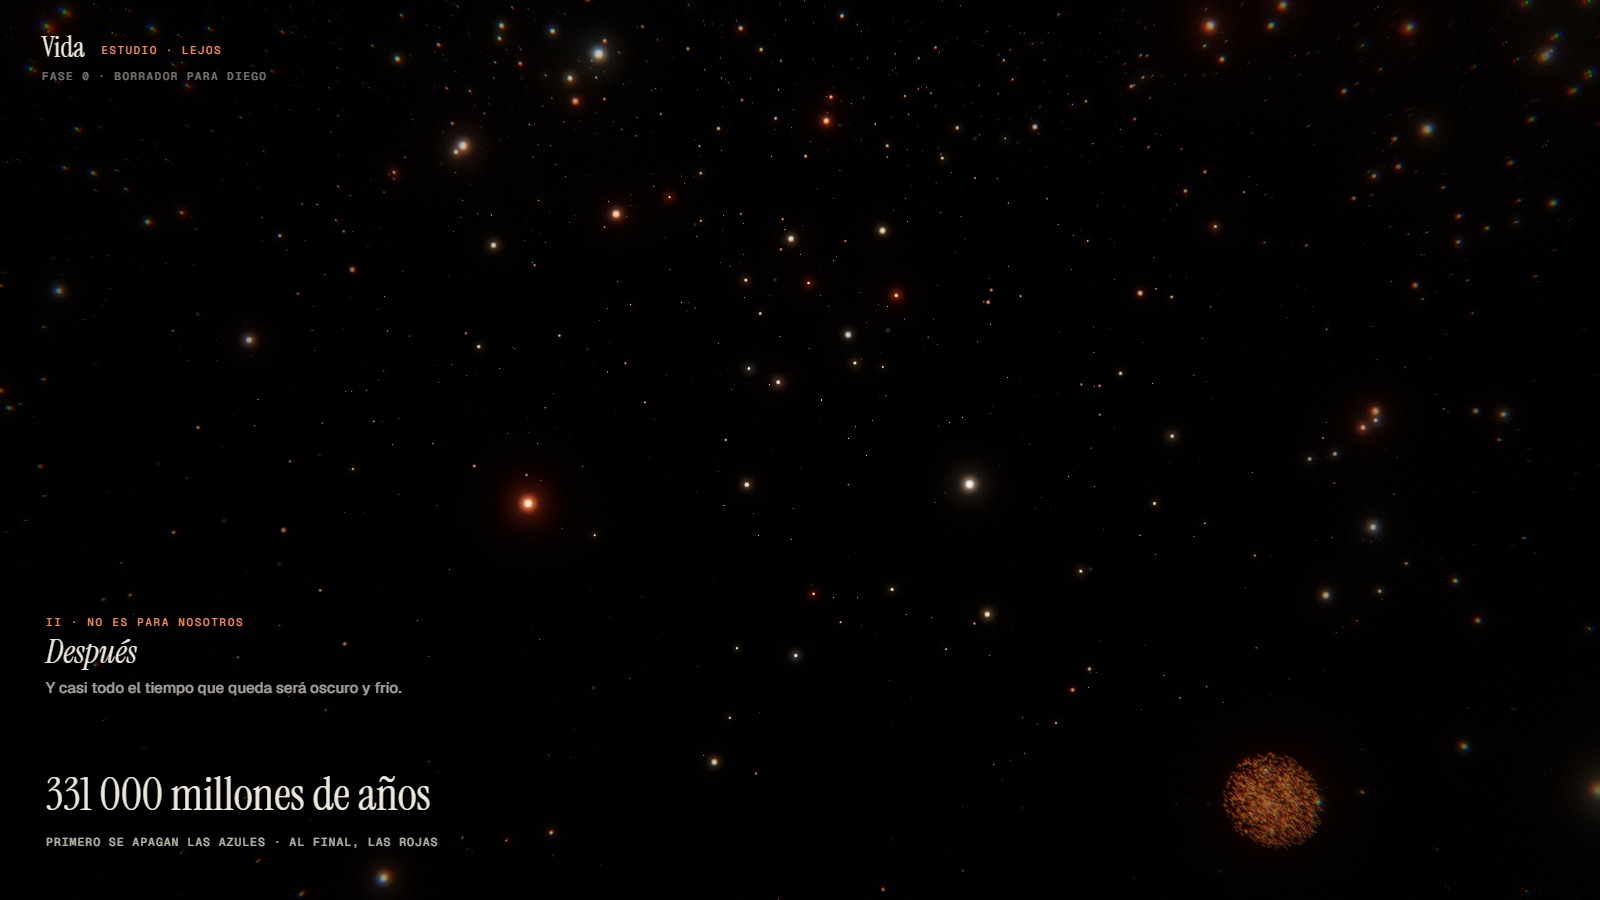 Vida ESTUDIO · LEJOS
FASE 0 · BORRADOR PARA DIEGO
II · NO ES PARA NOSOTROS
Después
Y casi todo el tiempo que queda será oscuro y frío.
331 000 millones de años
PRIMERO SE APAGAN LAS AZULES · AL FINAL, LAS ROJAS